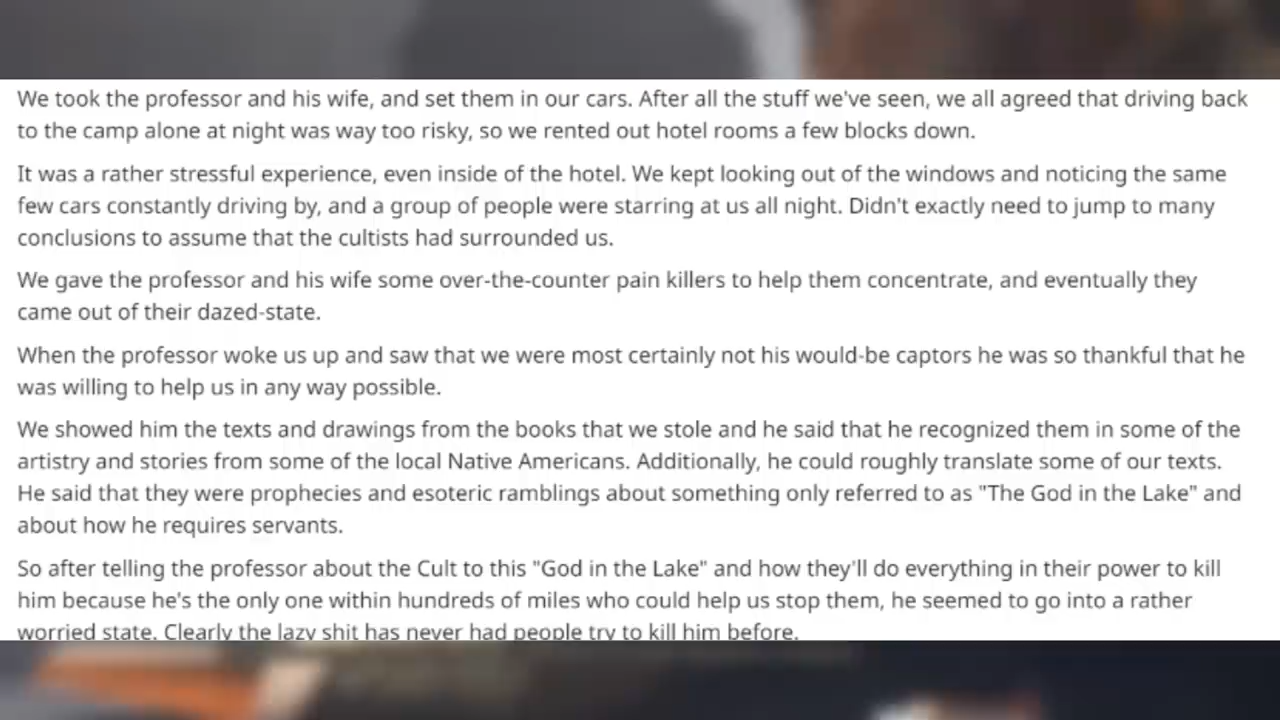 We took the professor and his wife, and set them in our cars. After all the stuff we've seen, we all agreed that driving back
to the camp alone at night was way too risky, so we rented out hotel rooms a few blocks down.
It was a rather stressful experience, even inside of the hotel. We kept looking out of the windows and noticing the same
few cars constantly driving by, and a group of people were starring at us all night. Didn't exactly need to jump to many
conclusions to assume that the cultists had surrounded us.
We gave the professor and his wife some over-the-counter pain killers to help them concentrate, and eventually they
came out of their dazed-state.
When the professor woke us up and saw that we were most certainly not his would-be captors he was so thankful that he
was willing to help us in any way possible.
We showed him the texts and drawings from the books that we stole and he said that he recognized them in some of the
artistry and stories from some of the local Native Americans. Additionally, he could roughly translate some of our texts.
He said that they were prophecies and esoteric ramblings about something only referred to as "The God in the Lake" and
about how he requires servants.
So after telling the professor about the Cult to this "God in the Lake" and how they'll do everything in their power to kill
him because he's the only one within hundreds of miles who could help us stop them, he seemed to go into a rather
worried state. Clearly the lazy shit has never had people try to kill him before.